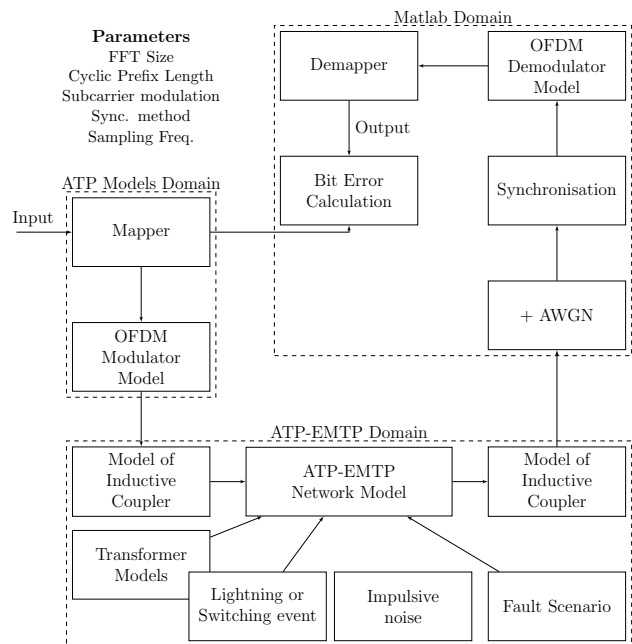 Matlab Domain
Parameters
FFT Size
Cyclic Prefix Length
Subcarrier modulation
Sync. method
Sampling Freq.
Demapper
OFDM
Demodulator
Model
Output
Bit Error
Calculation
Synchronisation
ATP Models Domain
Input
Mapper
+ AWGN
OFDM
Modulator
Model
ATP-EMTP Domain
Model of
Inductive
Coupler
ATP-EMTP
Network Model
Model of
Inductive
Coupler
Transformer
Models
Lightning or
Switching event
Impulsive
noise
Fault Scenario